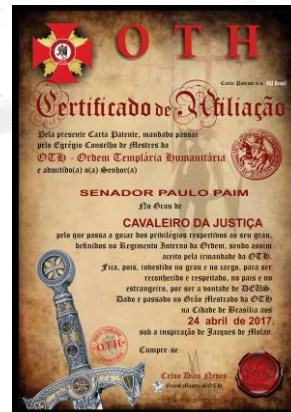 OTH
Certificado de Afiliação
Pela presente Carta Patente, mandado passar
pelo Egrégio Conselho de Mestres da
OTH - Ordem Templária Humanitária
e admitido(a) o(a) Senhor(a)
SENADOR PAULO PAIM
No Grau de
CAVALEIRO DA JUSTIÇA
pelo que passa a gozar dos privilégios respectivos ao seu grau,
definidos no Regimento Interno da Ordem, sendo assim
aceito pela irmandade da OTH.
Fica, pois, investido no grau e no cargo, para ser
reconhecido e respeitado, no país e no
estrangeiro, por ser a vontade de DEUS.
Dado e passado no Grão Mestrado da OTH
na Cidade de Brasília aos
24 abril de 2017.
sob a inspiração de Jacques de Molay.
OTH
Cumpre-se
Celso Dias Neves
Grand Master OTH